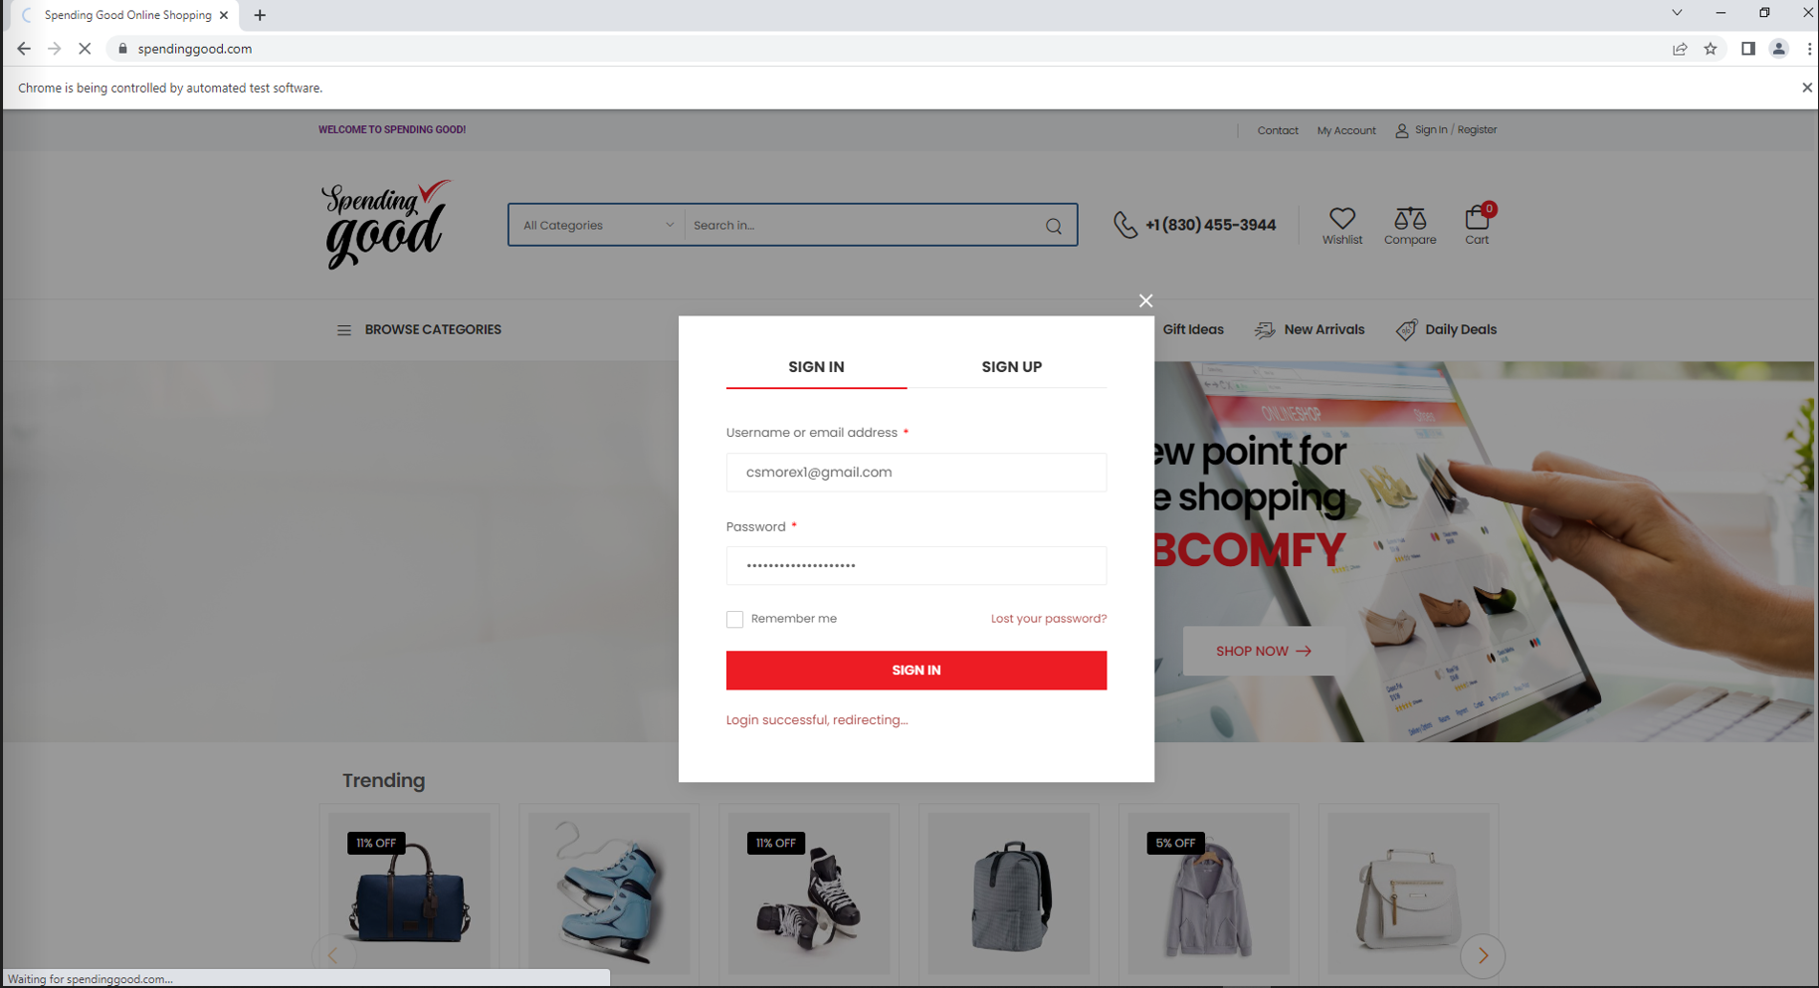 Spending Good Online Shopping
spendinggood.com
Chrome is being controlled by automated test software.
WELCOME TO SPENDING GOOD!
Contact
My Account
Sign In / Register
Spending
good
All Categories
Search in...
+1 (830) 455-3944
Wishlist
Compare
0
Cart
BROWSE CATEGORIES
Gift Ideas
New Arrivals
Daily Deals
SIGN IN
SIGN UP
Username or email address *
csmorex1@gmail.com
Password *
Remember me
Lost your password?
SIGN IN
Login successful, redirecting...
ONLINESHOP
Shoes
ew point for
e shopping
BCOMFY
SHOP NOW
Trending
11% OFF
11% OFF
5% OFF
Waiting for spendinggood.com...